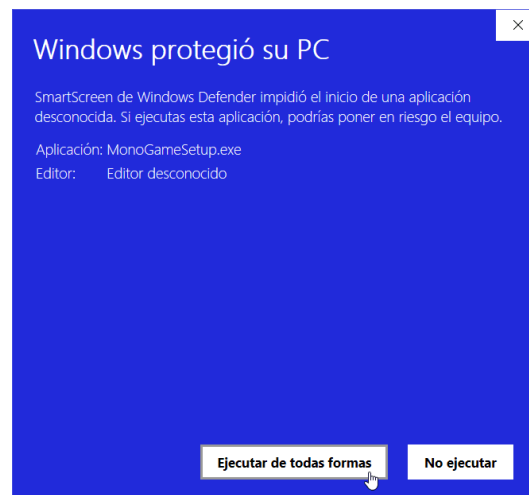 Windows protegió su PC
SmartScreen de Windows Defender impidió el inicio de una aplicación
desconocida. Si ejecutas esta aplicación, podrías poner en riesgo el equipo.
Aplicación: MonoGameSetup.exe
Editor: Editor desconocido
Ejecutar de todas formas No ejecutar